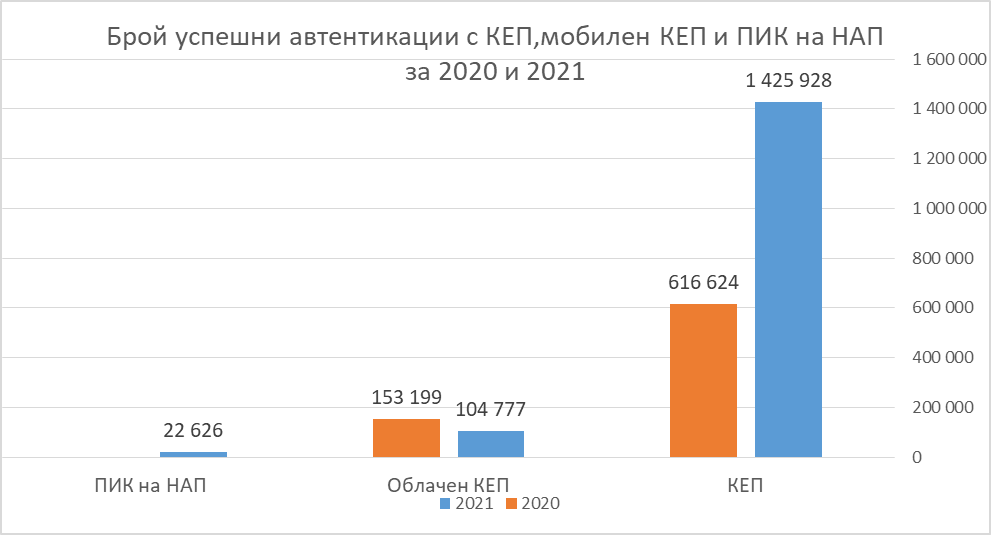 Брой успешни автентикации с КЕП,мобилен КЕП и ПИК на НАП
за 2020 и 2021
1 600 000
1 425 928
1 400 000
1 200 000
1 000 000
800 000
616 624
600 000
400 000
153 199
104 777
200 000
22 626
0
ПИК на НАП
Облачен КЕП
КЕП
2021
2020